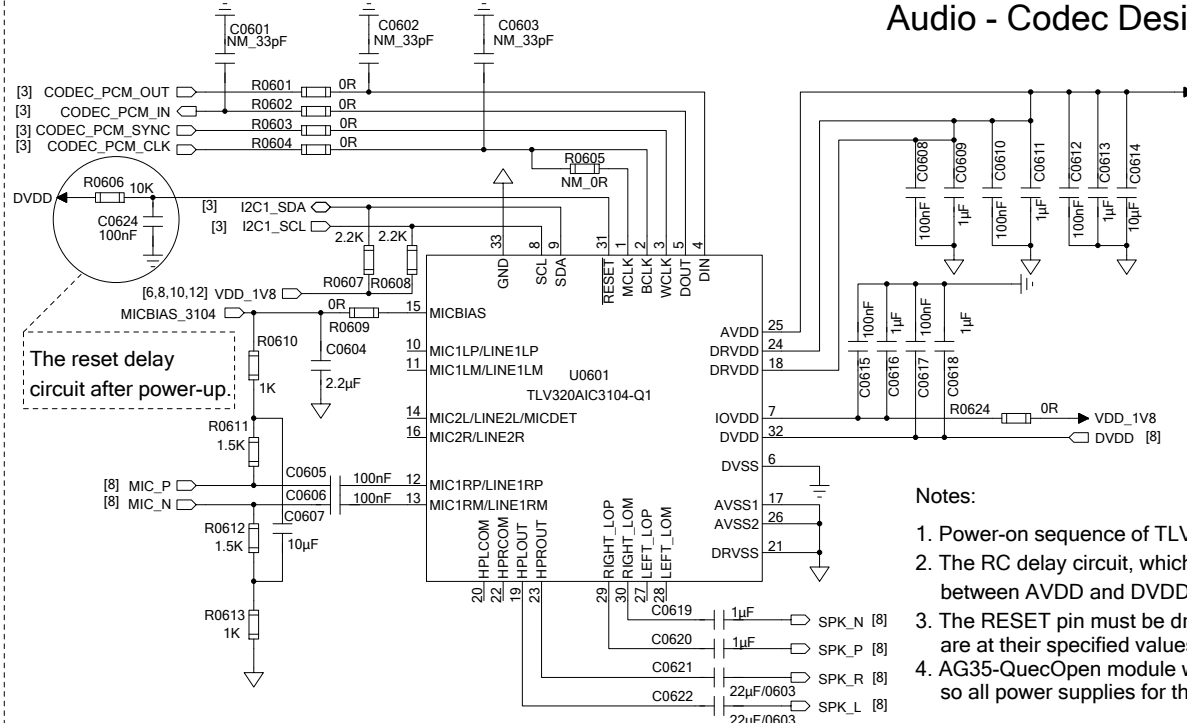 Audio - Codec Desi
C0601
NM_33pF
C0602
NM_33pF
C0603
NM_33pF
[3] CODEC_PCM_OUT
R0601
0R
[3] CODEC_PCM_IN
R0602
0R
[3] CODEC_PCM_SYNC
R0603
0R
[3] CODEC_PCM_CLK
R0604
0R
R0605
NM_0R
DVDD
R0606
10K
C0624
100nF
[3] I2C1_SDA
[3] I2C1_SCL
2.2K
2.2K
R0607
R0608
[6,8,10,12] VDD_1V8
MICBIAS_3104
0R
R0609
The reset delay
circuit after power-up.
R0610
1K
C0604
2.2µF
R0611
1.5K
[8] MIC_P
[8] MIC_N
C0605
100nF
C0606
100nF
C0607
10µF
R0612
1.5K
R0613
1K
33
GND
8
SCL
9
SDA
31
RESET
1
MCLK
2
BCLK
3
WCLK
5
DOUT
4
DIN
15 MICBIAS
10 MIC1LP/LINE1LP
11 MIC1LM/LINE1LM
14 MIC2L/LINE2L/MICDET
16 MIC2R/LINE2R
12 MIC1RP/LINE1RP
13 MIC1RM/LINE1RM
U0601
TLV320AIC3104-Q1
AVDD 25
DRVDD 24
DRVDD 18
IOVDD 7
DVDD 32
DVSS 6
AVSS1 17
AVSS2 26
DRVSS 21
HPLCOM
20
HPRCOM
22
HPLOUT
19
HPROUT
23
RIGHT_LOP
29
RIGHT_LOM
30
LEFT_LOP
27
LEFT_LOM
28
C0608
100nF
C0609
1µF
C0610
100nF
C0611
1µF
C0612
100nF
C0613
1µF
C0614
10µF
C0615
100nF
C0616
1µF
C0617
100nF
C0618
1µF
R0624
0R
VDD_1V8
DVDD [8]
C0619
1µF
SPK_N [8]
C0620
1µF
SPK_P [8]
C0621
22µF/0603
SPK_R [8]
C0622
22µF/0603
SPK_L [8]
Notes:
1. Power-on sequence of TLV
2. The RC delay circuit, which
between AVDD and DVDD
3. The RESET pin must be dr
are at their specified values
4. AG35-QuecOpen module w
so all power supplies for th